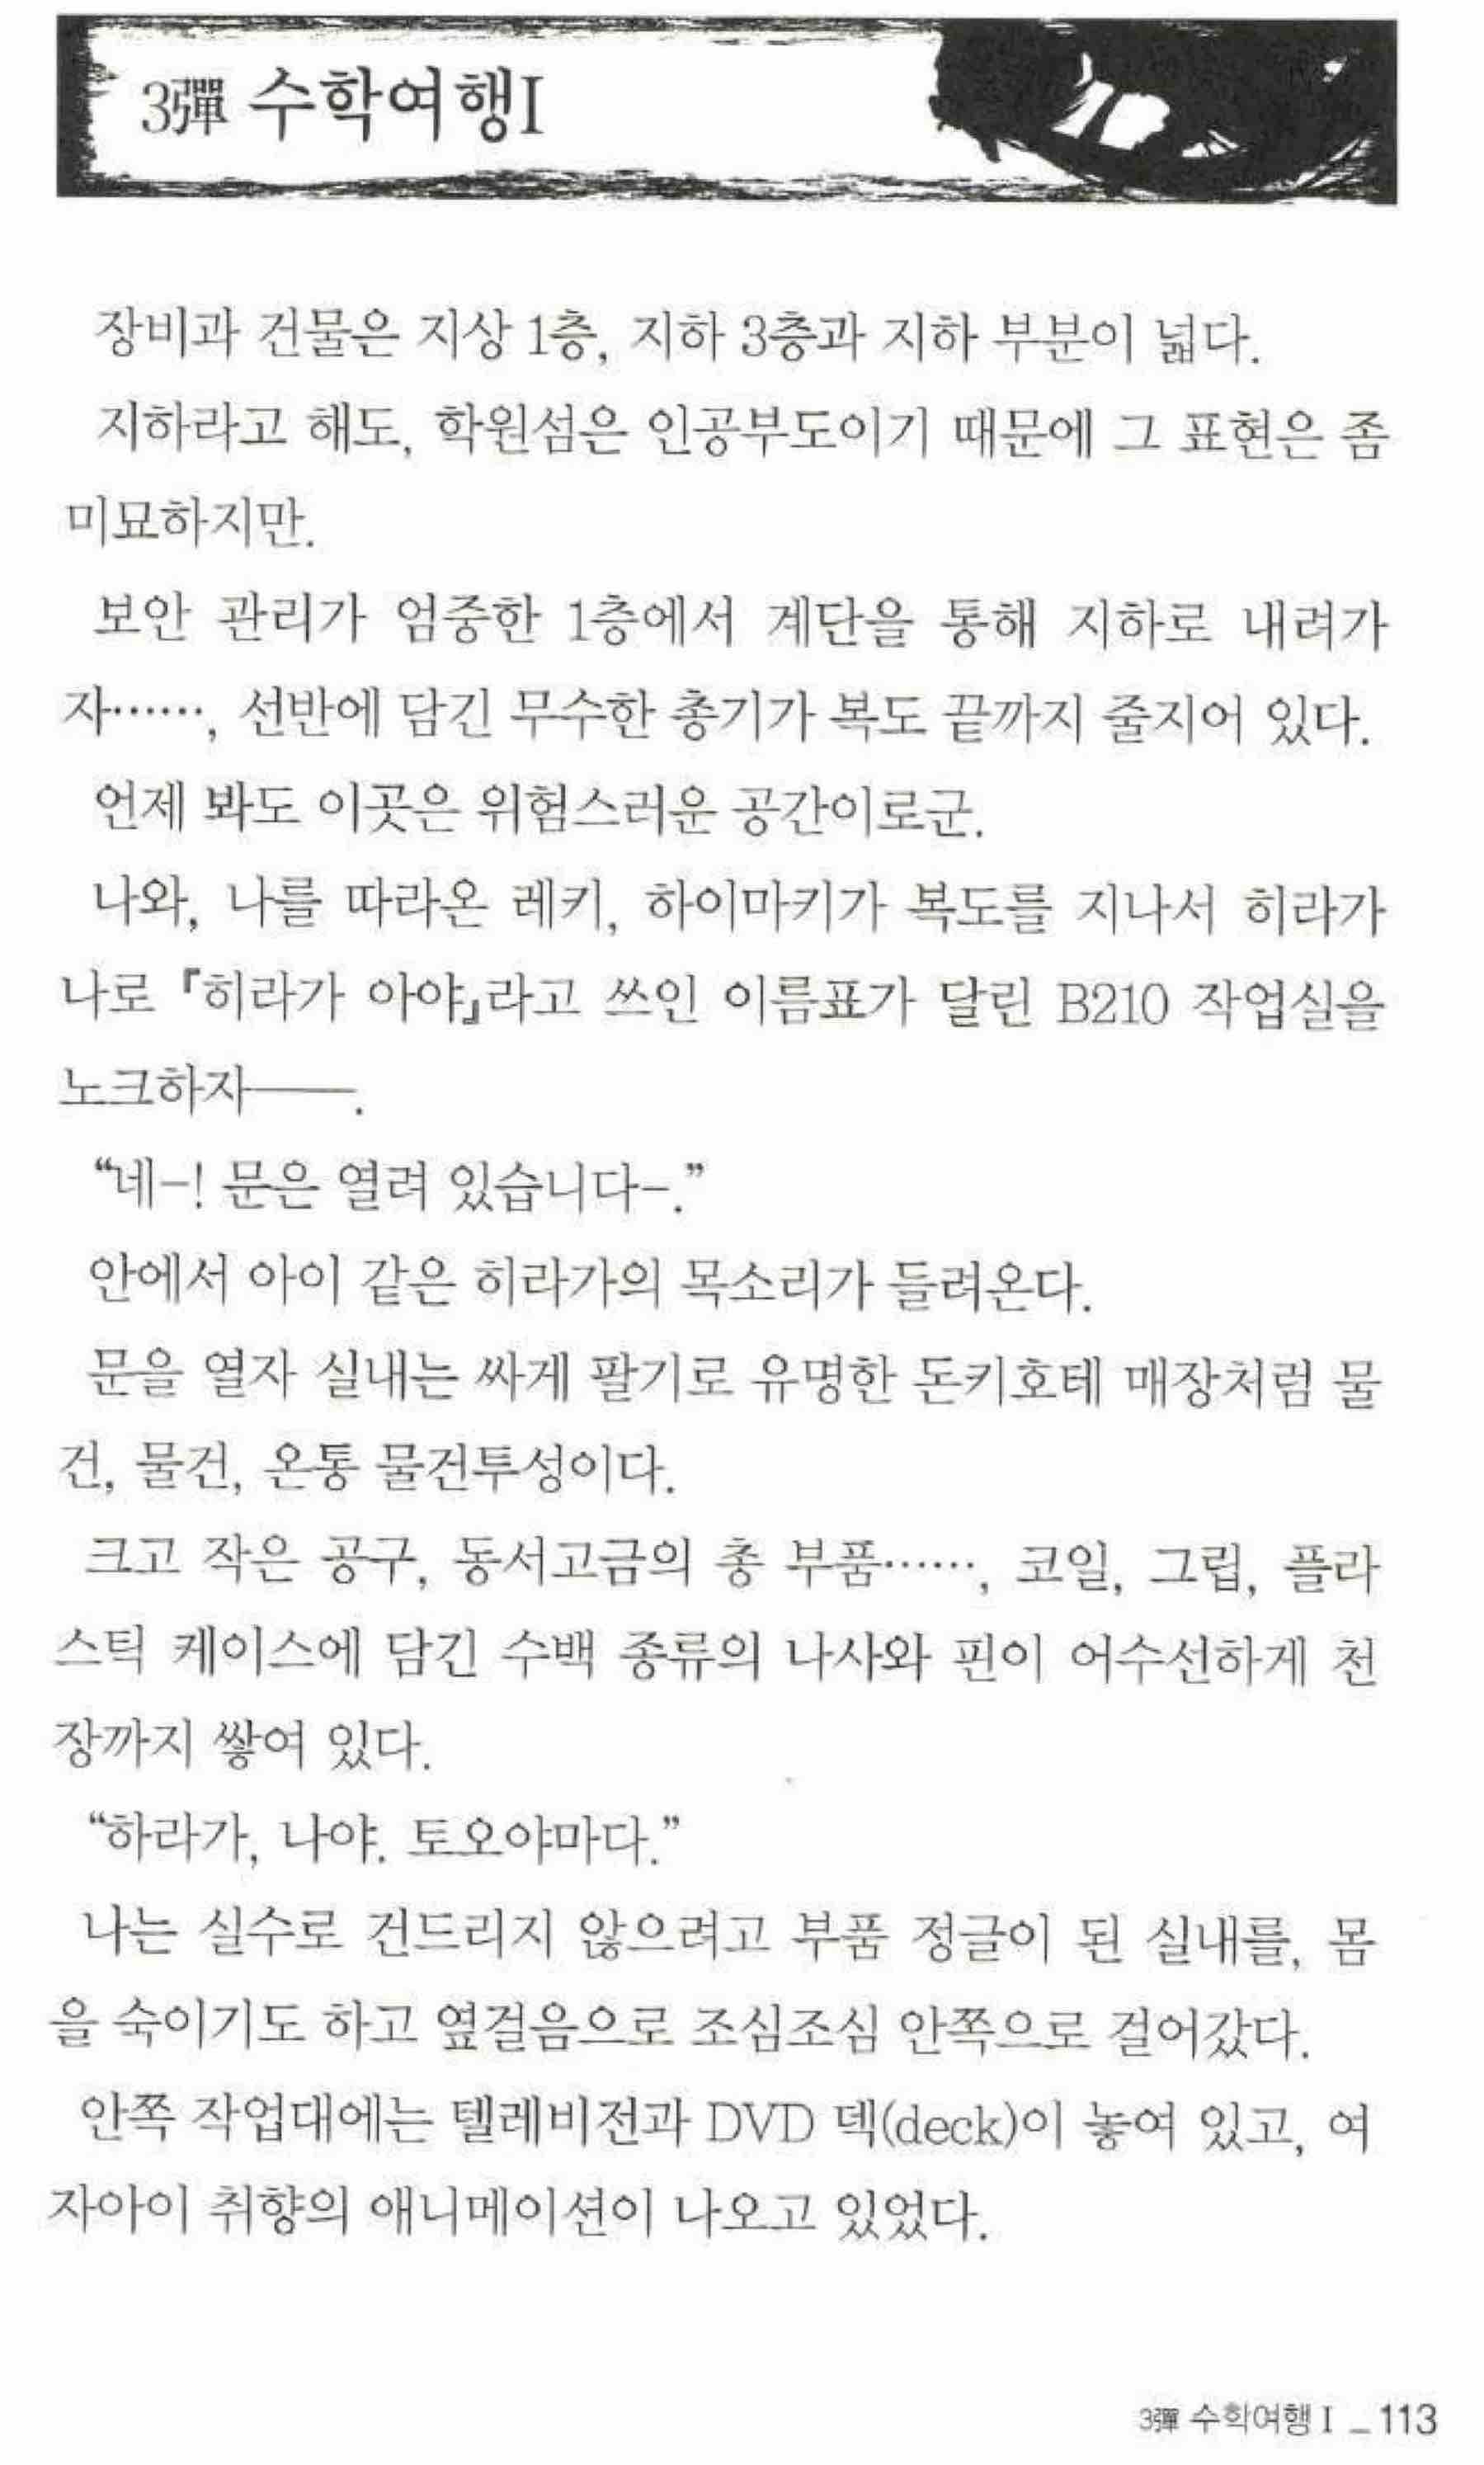 3彈 수학여행I
장비과 건물은 지상 1층, 지하 3층과 지하 부분이 넓다.
지하라고 해도, 학원섬은 인공부도이기 때문에 그 표현은 좀
미묘하지만.
보안 관리가 엄중한 1층에서 계단을 통해 지하로 내려가
자……, 선반에 담긴 무수한 총기가 복도 끝까지 줄지어 있다.
언제 봐도 이곳은 위험스러운 공간이로군.
나와, 나를 따라온 레키, 하이마키가 복도를 지나서 히라가
나로 『히라가 아야』라고 쓰인 이름표가 달린 B210 작업실을
노크하자――.
“네-! 문은 열려 있습니다-.”
안에서 아이 같은 히라가의 목소리가 들려온다.
문을 열자 실내는 싸게 팔기로 유명한 돈키호테 매장처럼 물
건, 물건, 온통 물건투성이다.
크고 작은 공구, 동서고금의 총 부품……, 코일, 그립, 플라
스틱 케이스에 담긴 수백 종류의 나사와 핀이 어수선하게 천
장까지 쌓여 있다.
“하라가, 나야. 토오야마다.”
나는 실수로 건드리지 않으려고 부품 정글이 된 실내를, 몸
을 숙이기도 하고 옆걸음으로 조심조심 안쪽으로 걸어갔다.
안쪽 작업대에는 텔레비전과 DVD 덱(deck)이 놓여 있고, 여
자아이 취향의 애니메이션이 나오고 있었다.
3彈 수학여행 I _ 113